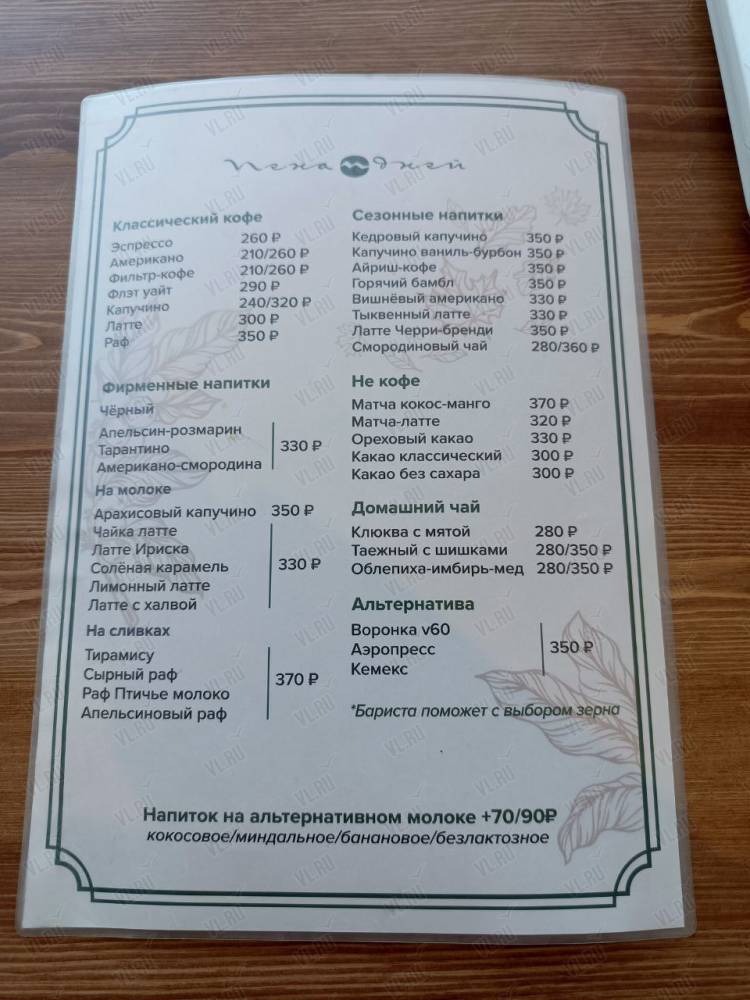 Пена дней
Классический кофе
Эспрессо 260 ₽
Американо 210/260 ₽
Фильтр-кофе 210/260 ₽
Флэт уайт 290 ₽
Капучино 240/320 ₽
Латте 300 ₽
Раф 350 ₽
Фирменные напитки
Чёрный
Апельсин-розмарин
Тарантино 330 ₽
Американо-смородина
На молоке
Арахисовый капучино 350 ₽
Чайка латте
Латте Ириска
Солёная карамель 330 ₽
Лимонный латте
Латте с халвой
На сливках
Тирамису
Сырный раф 370 ₽
Раф Птичье молоко
Апельсиновый раф
Сезонные напитки
Кедровый капучино 350 ₽
Капучино ваниль-бурбон 350 ₽
Айриш-кофе 350 ₽
Горячий бамбл 350 ₽
Вишнёвый американо 330 ₽
Тыквенный латте 330 ₽
Латте Черри-бренди 350 ₽
Смородиновый чай 280/360 ₽
Не кофе
Матча кокос-манго 370 ₽
Матча-латте 320 ₽
Ореховый какао 330 ₽
Какао классический 300 ₽
Какао без сахара 300 ₽
Домашний чай
Клюква с мятой 280 ₽
Таежный с шишками 280/350 ₽
Облепиха-имбирь-мед 280/350 ₽
Альтернатива
Воронка v60
Аэропресс 350 ₽
Кемекс
*Бариста поможет с выбором зерна
Напиток на альтернативном молоке +70/90₽
кокосовое/миндальное/банановое/безлактозное
VL.RU